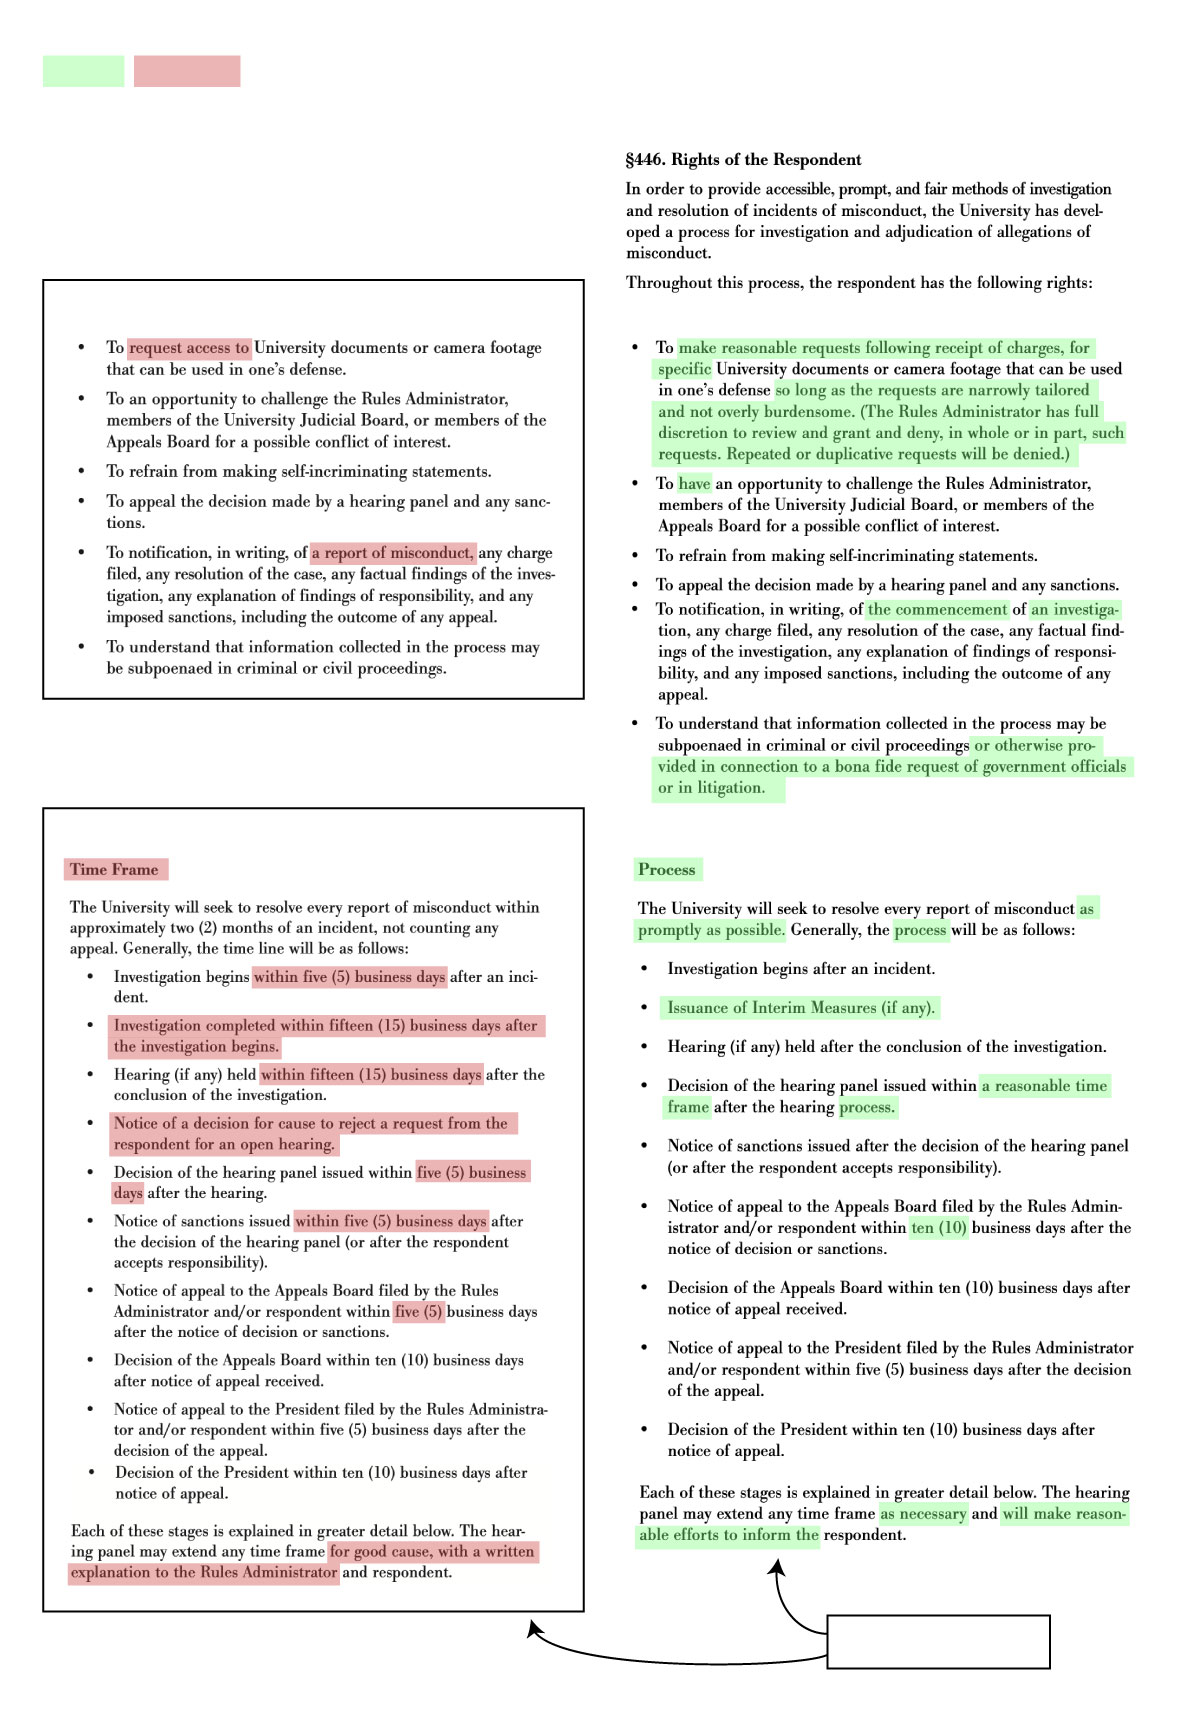 §446. Rights of the Respondent
In order to provide accessible, prompt, and fair methods of investigation
and resolution of incidents of misconduct, the University has devel-
oped a process for investigation and adjudication of allegations of
misconduct.
Throughout this process, the respondent has the following rights:
• To request access to University documents or camera footage
that can be used in one's defense.
• To an opportunity to challenge the Rules Administrator,
members of the University Judicial Board, or members of the
Appeals Board for a possible conflict of interest.
• To refrain from making self-incriminating statements.
• To appeal the decision made by a hearing panel and any sanc-
tions.
• To notification, in writing, of a report of misconduct, any charge
filed, any resolution of the case, any factual findings of the inves-
tigation, any explanation of findings of responsibility, and any
imposed sanctions, including the outcome of any appeal.
• To understand that information collected in the process may
be subpoenaed in criminal or civil proceedings.
• To make reasonable requests following receipt of charges, for
specific University documents or camera footage that can be used
in one's defense so long as the requests are narrowly tailored
and not overly burdensome. (The Rules Administrator has full
discretion to review and grant and deny, in whole or in part, such
requests. Repeated or duplicative requests will be denied.)
• To have an opportunity to challenge the Rules Administrator,
members of the University Judicial Board, or members of the
Appeals Board for a possible conflict of interest.
• To refrain from making self-incriminating statements.
• To appeal the decision made by a hearing panel and any sanctions.
• To notification, in writing, of the commencement of an investiga-
tion, any charge filed, any resolution of the case, any factual find-
ings of the investigation, any explanation of findings of responsi-
bility, and any imposed sanctions, including the outcome of any
appeal.
• To understand that information collected in the process may be
subpoenaed in criminal or civil proceedings or otherwise pro-
vided in connection to a bona fide request of government officials
or in litigation.
Time Frame
The University will seek to resolve every report of misconduct within
approximately two (2) months of an incident, not counting any
appeal. Generally, the time line will be as follows:
• Investigation begins within five (5) business days after an inci-
dent.
• Investigation completed within fifteen (15) business days after
the investigation begins.
• Hearing (if any) held within fifteen (15) business days after the
conclusion of the investigation.
• Notice of a decision for cause to reject a request from the
respondent for an open hearing.
• Decision of the hearing panel issued within five (5) business
days after the hearing.
• Notice of sanctions issued within five (5) business days after
the decision of the hearing panel (or after the respondent
accepts responsibility).
• Notice of appeal to the Appeals Board filed by the Rules
Administrator and/or respondent within five (5) business days
after the notice of decision or sanctions.
• Decision of the Appeals Board within ten (10) business days
after notice of appeal received.
• Notice of appeal to the President filed by the Rules Administra-
tor and/or respondent within five (5) business days after the
decision of the appeal.
• Decision of the President within ten (10) business days after
notice of appeal.
Each of these stages is explained in greater detail below. The hear-
ing panel may extend any time frame for good cause, with a written
explanation to the Rules Administrator and respondent.
Process
The University will seek to resolve every report of misconduct as
promptly as possible. Generally, the process will be as follows:
• Investigation begins after an incident.
• Issuance of Interim Measures (if any).
• Hearing (if any) held after the conclusion of the investigation.
• Decision of the hearing panel issued within a reasonable time
frame after the hearing process.
• Notice of sanctions issued after the decision of the hearing panel
(or after the respondent accepts responsibility).
• Notice of appeal to the Appeals Board filed by the Rules Admin-
istrator and/or respondent within ten (10) business days after the
notice of decision or sanctions.
• Decision of the Appeals Board within ten (10) business days after
notice of appeal received.
• Notice of appeal to the President filed by the Rules Administrator
and/or respondent within five (5) business days after the decision
of the appeal.
• Decision of the President within ten (10) business days after
notice of appeal.
Each of these stages is explained in greater detail below. The hearing
panel may extend any time frame as necessary and will make reason-
able efforts to inform the respondent.